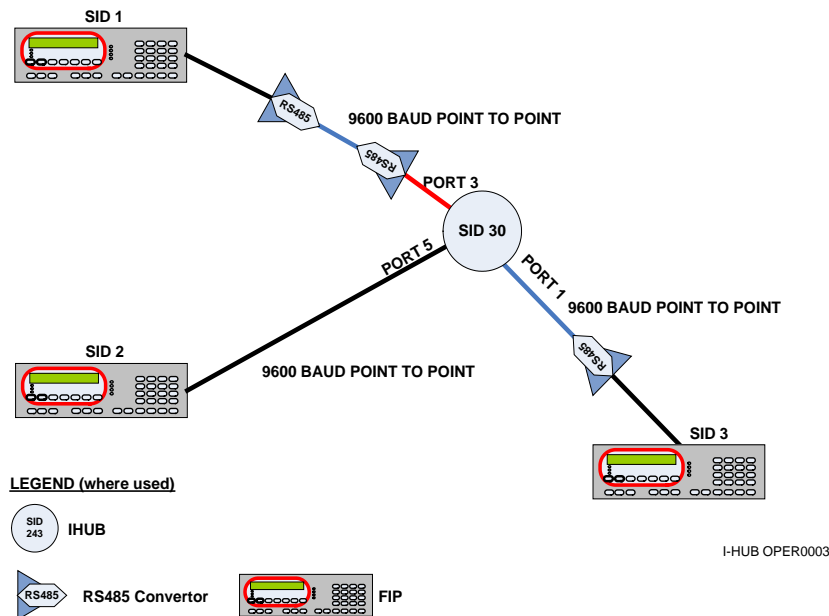 SID 1
RS485
9600 BAUD POINT TO POINT
RS485
PORT 3
SID 30
PORT 5
PORT 1
9600 BAUD POINT TO POINT
RS485
SID 2
9600 BAUD POINT TO POINT
SID 3
LEGEND (where used)
SID
243
IHUB
I-HUB OPER0003
RS485
RS485 Convertor
FIP